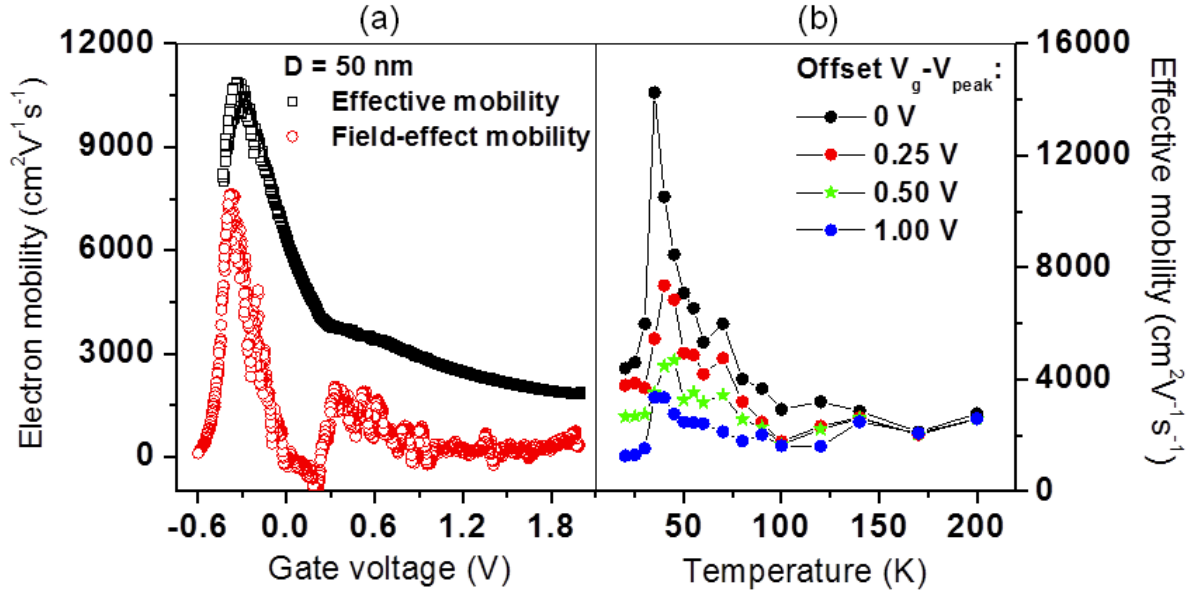 (a)
(b)
12000
9000
6000
3000
0
Electron mobility (cm²V⁻¹s⁻¹)
D = 50 nm
Effective mobility
Field-effect mobility
-0.6
0.0
0.6
1.2
1.8
Gate voltage (V)
Offset V_g-V_peak:
0 V
0.25 V
0.50 V
1.00 V
50
100
150
200
Temperature (K)
16000
12000
8000
4000
0
Effective mobility (cm²V⁻¹s⁻¹)